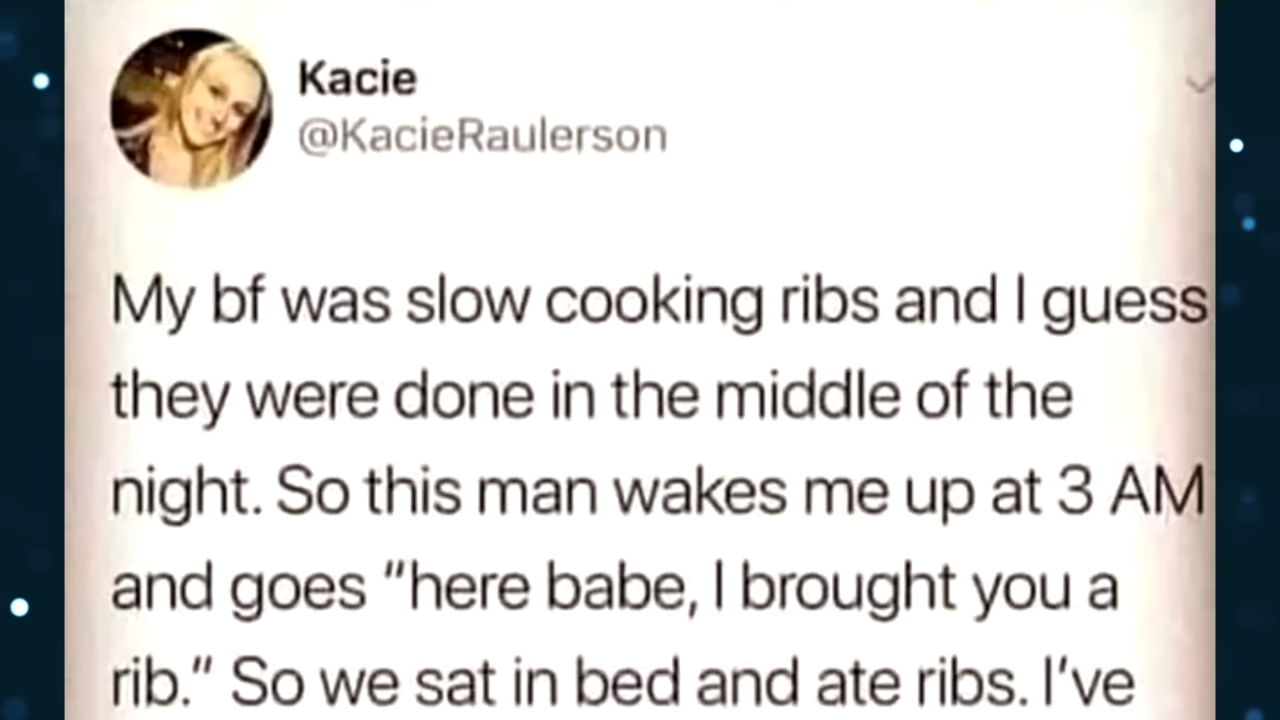 Kacie
@KacieRaulerson
My bf was slow cooking ribs and I guess
they were done in the middle of the
night. So this man wakes me up at 3 AM
and goes “here babe, I brought you a
rib.” So we sat in bed and ate ribs. I’ve